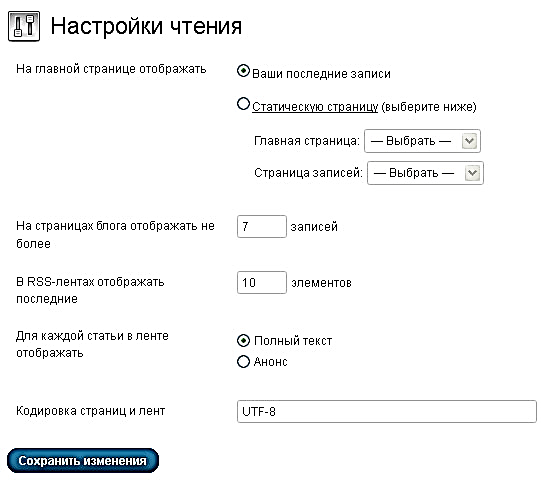 Настройки чтения
На главной странице отображать
Ваши последние записи
Статическую страницу (выберите ниже)
Главная страница: — Выбрать —
Страница записей: — Выбрать —
На страницах блога отображать не
более
7 записей
В RSS-лентах отображать
последние
10 элементов
Для каждой статьи в ленте
отображать
Полный текст
Анонс
Кодировка страниц и лент
UTF-8
Сохранить изменения